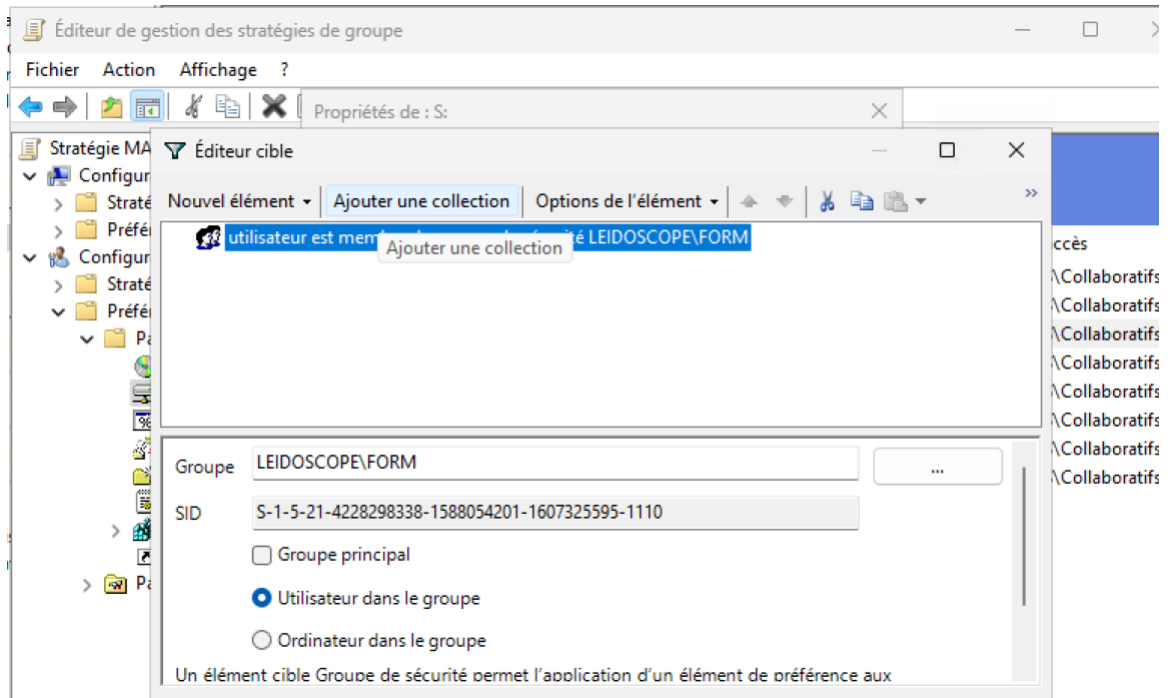 Éditeur de gestion des stratégies de groupe
Fichier Action Affichage ?
Propriétés de : S:
Stratégie MA
Éditeur cible
Configur
Nouvel élément Ajouter une collection Options de l'élément
Straté
Préfé
utilisateur est mem ité LEIDOSCOPE\FORM
Ajouter une collection
Configur
ccès
Straté
\Collaboratifs
Préfé
\Collaboratifs
Pa
\Collaboratifs
\Collaboratifs
\Collaboratifs
\Collaboratifs
\Collaboratifs
\Collaboratifs
Groupe LEIDOSCOPE\FORM ...
SID S-1-5-21-4228298338-1588054201-1607325595-1110
Groupe principal
Pa
Utilisateur dans le groupe
Ordinateur dans le groupe
Un élément cible Groupe de sécurité permet l'application d'un élément de préférence aux